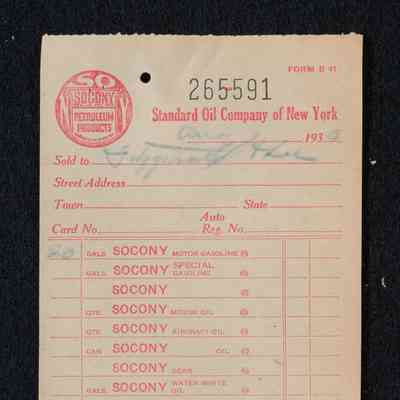 FORM B 41
SO
SOCONY
PETROLEUM
PRODUCTS
265591
Standard Oil Company of New York
193
Sold to
Street Address
Town State
Auto
Card No. Reg. No.
20 GALS. SOCONY MOTOR GASOLINE @
GALS. SOCONY SPECIAL GASOLINE @
SOCONY @
QTS. SOCONY MOTOR OIL @
QTS. SOCONY AIRCRAFT OIL @
CAN SOCONY OIL @
SOCONY GEAR @
GALS. SOCONY WATER WHITE OIL @